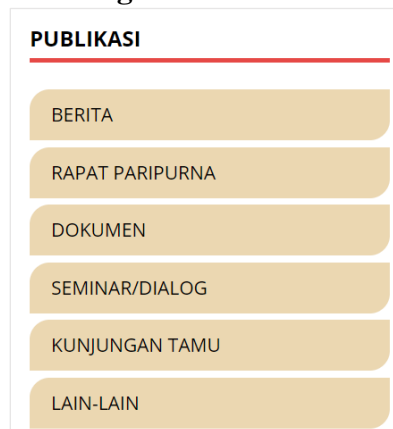 PUBLIKASI
BERITA
RAPAT PARIPURNA
DOKUMEN
SEMINAR/DIALOG
KUNJUNGAN TAMU
LAIN-LAIN